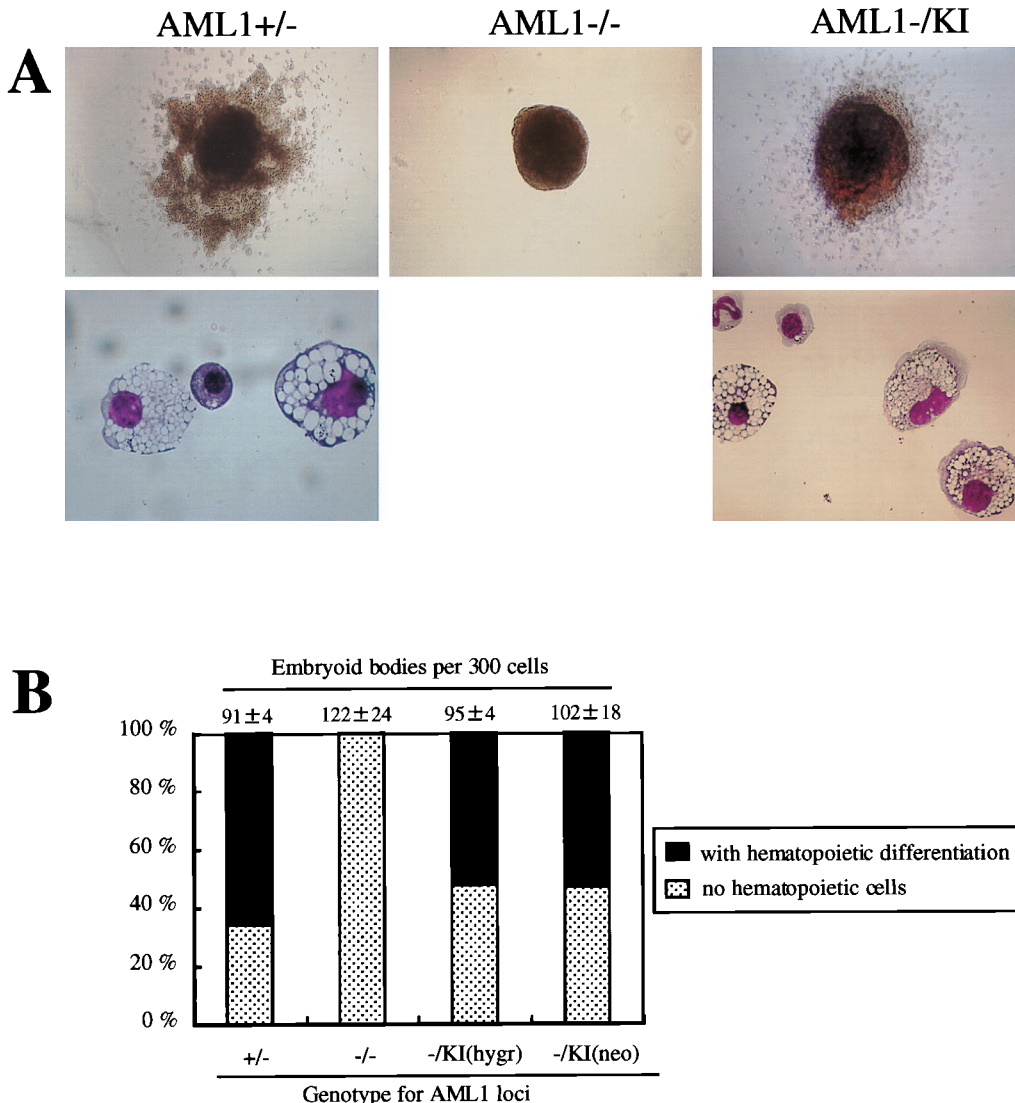 AML1+/- AML1-/- AML1-/KI
A
B
Embryoid bodies per 300 cells
91±4 122±24 95±4 102±18
100 %
80 %
60 %
40 %
20 %
0 %
with hematopoietic differentiation
no hematopoietic cells
+/- -/- -/KI(hygr) -/KI(neo)
Genotype for AML1 loci